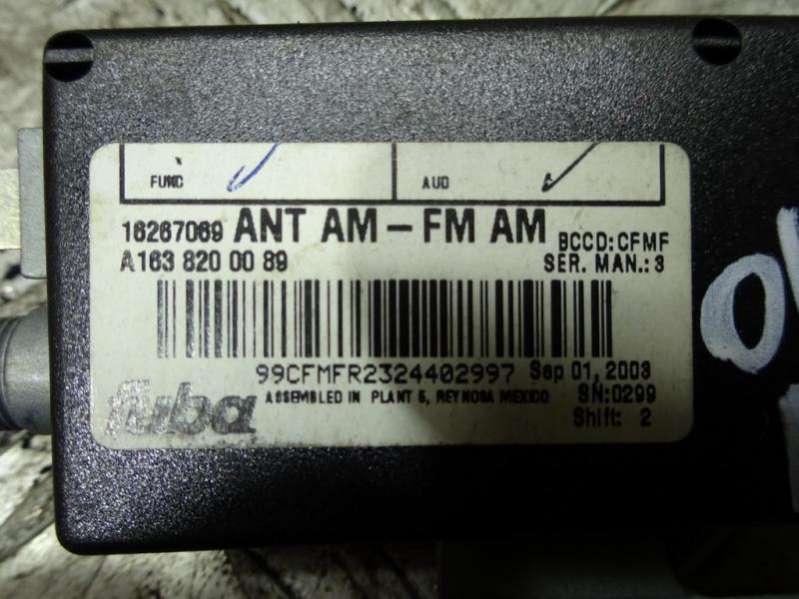 FUNC AUD
16267069 ANT AM - FM AM BCCD:CFMF
A163 820 00 89 SER. MAN.: 3
99CFMFR2324402997 Sep 01, 2003
fuba ASSEMBLED IN PLANT 5, REYNOSA MEXICO SN:0299
Shift: 2